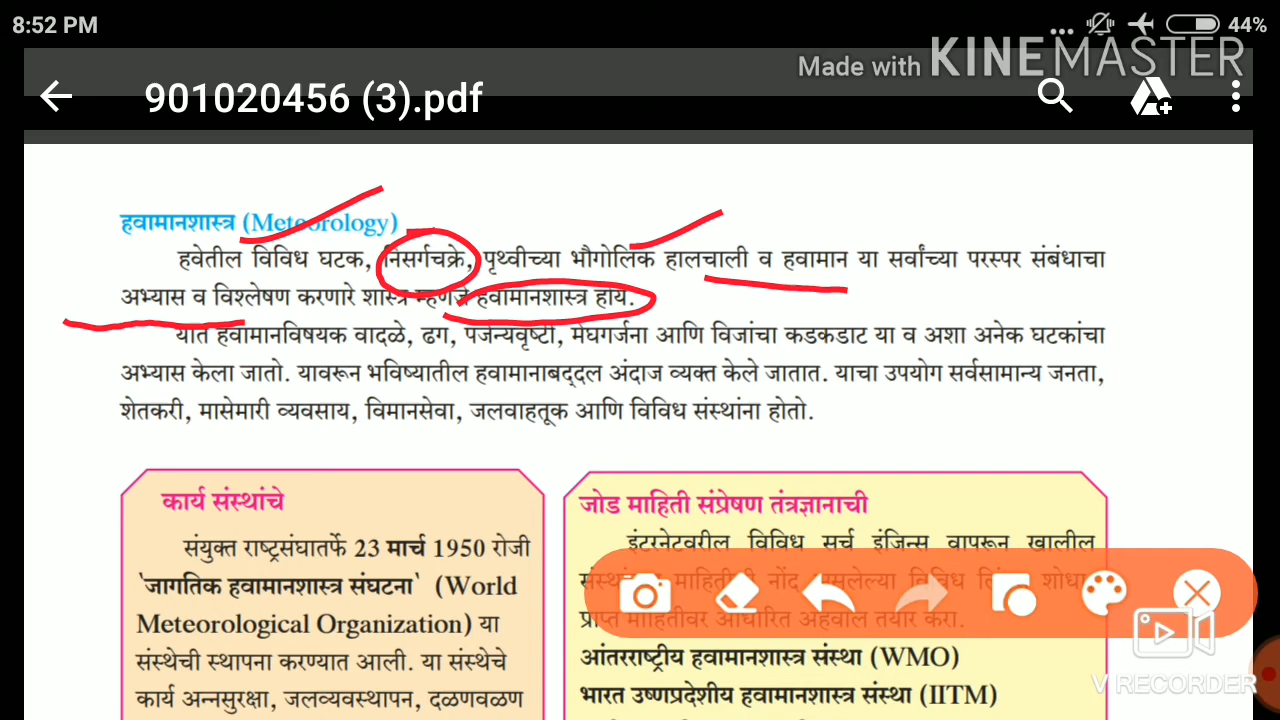 8:52 PM
44%
Made with KINEMASTER
901020456 (3).pdf
हवामानशास्त्र (Meteorology)
हवेतील विविध घटक, निसर्गचक्रे, पृथ्वीच्या भौगोलिक हालचाली व हवामान या सर्वांच्या परस्पर संबंधाचा
अभ्यास व विश्लेषण करणारे शास्त्र म्हणजे हवामानशास्त्र होय.
यात हवामानविषयक वादळे, ढग, पर्जन्यवृष्टी, मेघगर्जना आणि विजांचा कडकडाट या व अशा अनेक घटकांचा
अभ्यास केला जातो. यावरून भविष्यातील हवामानाबद्दल अंदाज व्यक्त केले जातात. याचा उपयोग सर्वसामान्य जनता,
शेतकरी, मासेमारी व्यवसाय, विमानसेवा, जलवाहतूक आणि विविध संस्थांना होतो.
कार्य संस्थांचे
संयुक्त राष्ट्रसंघातर्फे 23 मार्च 1950 रोजी
'जागतिक हवामानशास्त्र संघटना' (World
Meteorological Organization) या
संस्थेची स्थापना करण्यात आली. या संस्थेचे
कार्य अन्नसुरक्षा, जलव्यवस्थापन, दळणवळण
जोड माहिती संप्रेषण तंत्रज्ञानाची
इंटरनेटवरील विविध सर्च इंजिन्स वापरून खालील
माहितीची नोंद असलेल्या विविध
प्राप्त माहितीवर आधारित अहवाल तयार करा.
आंतरराष्ट्रीय हवामानशास्त्र संस्था (WMO)
भारत उष्णप्रदेशीय हवामानशास्त्र संस्था (IITM)
V RECORDER